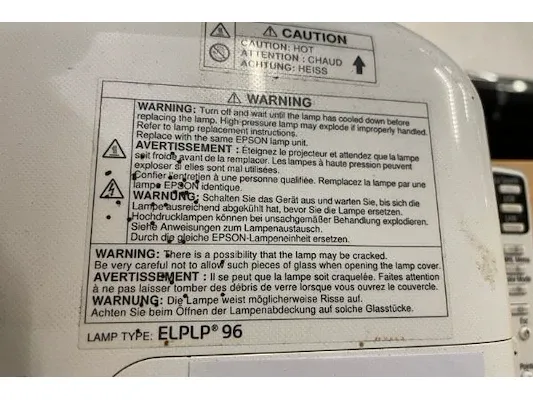 CAUTION
CAUTION: HOT
ATTENTION : CHAUD
ACHTUNG: HEISS
WARNING
WARNING: Turn off and wait until the lamp has cooled down before
replacing the lamp. High-pressure lamp may explode if improperly handled.
Refer to lamp replacement instructions.
Replace with the same EPSON lamp unit.
AVERTISSEMENT : Éteignez le projecteur et attendez que la lampe
soit froide avant de la remplacer. Les lampes à haute pression peuvent
exploser si elles sont mal utilisées.
Confier l'entretien à une personne qualifiée. Remplacez la lampe par une
lampe EPSON identique.
WARNUNG: Schalten Sie das Gerät aus und warten Sie, bis sich die
Lampe ausreichend abgekühlt hat, bevor Sie die Lampe ersetzen.
Hochdrucklampen können bei unsachgemäßer Behandlung explodieren.
Siehe Anweisungen zum Lampenaustausch.
Durch die gleiche EPSON-Lampeneinheit ersetzen.
WARNING: There is a possibility that the lamp may be cracked.
Be very careful not to allow such pieces of glass when opening the lamp cover.
AVERTISSEMENT : Il se peut que la lampe soit craquelée. Faites attention
à ne pas laisser tomber des débris de verre lorsque vous ouvrez le couvercle.
WARNUNG: Die Lampe weist möglicherweise Risse auf.
Achten Sie beim Öffnen der Lampenabdeckung auf solche Glasstücke.
LAMP TYPE: ELPLP® 96